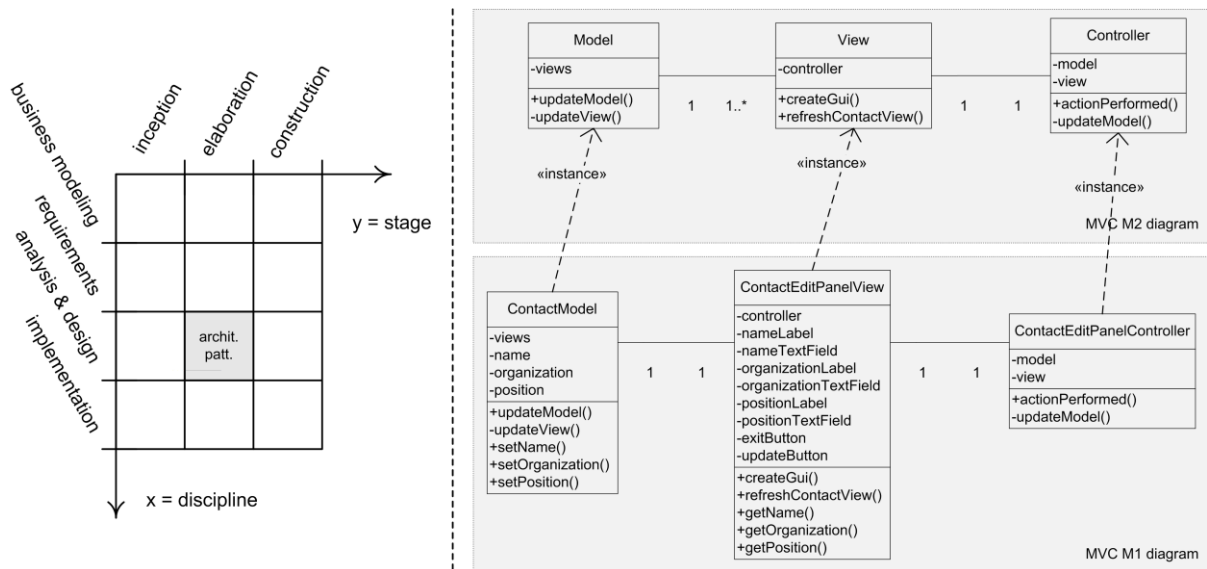 inception
elaboration
construction
business modeling
requirements
analysis & design
implementation
archit.
patt.
y = stage
x = discipline
Model
-views
+updateModel()
-updateView()
1
1..*
View
-controller
+createGui()
+refreshContactView()
1
1
Controller
-model
-view
+actionPerformed()
-updateModel()
«instance»
«instance»
«instance»
MVC M2 diagram
ContactModel
-views
-name
-organization
-position
+updateModel()
-updateView()
+setName()
+setOrganization()
+setPosition()
1
1
ContactEditPanelView
-controller
-nameLabel
-nameTextField
-organizationLabel
-organizationTextField
-positionLabel
-positionTextField
-exitButton
-updateButton
+createGui()
+refreshContactView()
+getName()
+getOrganization()
+getPosition()
1
1
ContactEditPanelController
-model
-view
+actionPerformed()
-updateModel()
MVC M1 diagram